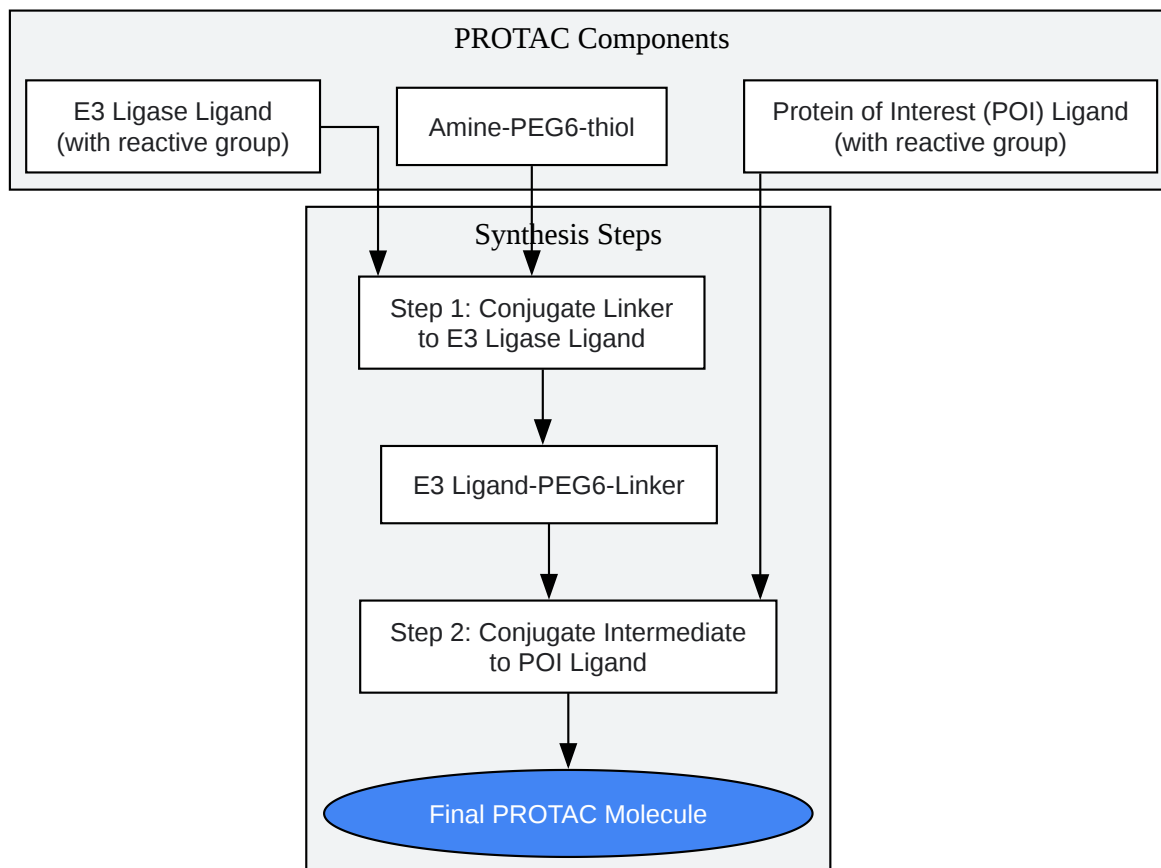 PROTAC Components
E3 Ligase Ligand
(with reactive group)
Amine-PEG6-thiol
Protein of Interest (POI) Ligand
(with reactive group)
Synthesis Steps
Step 1: Conjugate Linker
to E3 Ligase Ligand
E3 Ligand-PEG6-Linker
Step 2: Conjugate Intermediate
to POI Ligand
Final PROTAC Molecule